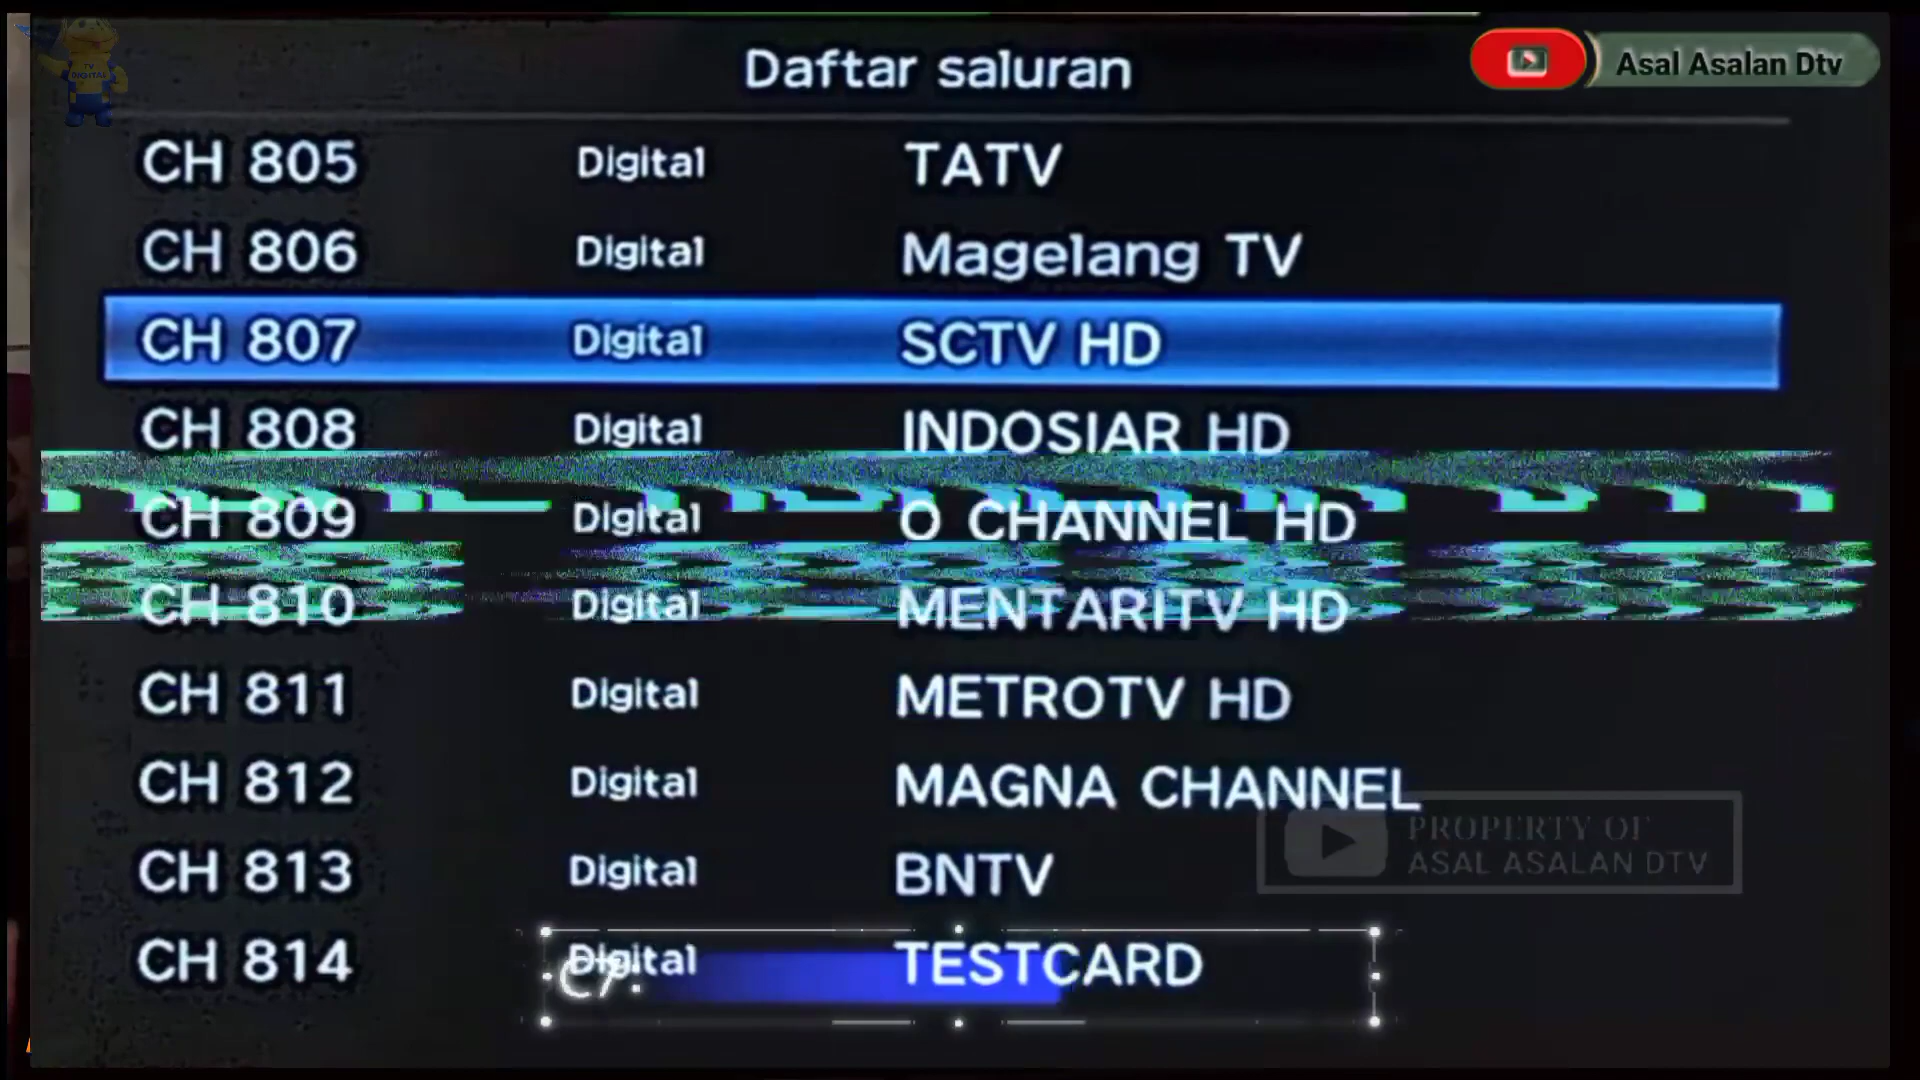 Daftar saluran
Asal Asalan Dtv
TV
DIGITAL
CH 805 Digital TATV
CH 806 Digital Magelang TV
CH 807 Digital SCTV HD
CH 808 Digital INDOSIAR HD
CH 809 Digital O CHANNEL HD
CH 810 Digital MENTARITV HD
CH 811 Digital METROTV HD
CH 812 Digital MAGNA CHANNEL
CH 813 Digital BNTV
PROPERTY OF
ASAL ASALAN DTV
CH 814 Digital TESTCARD